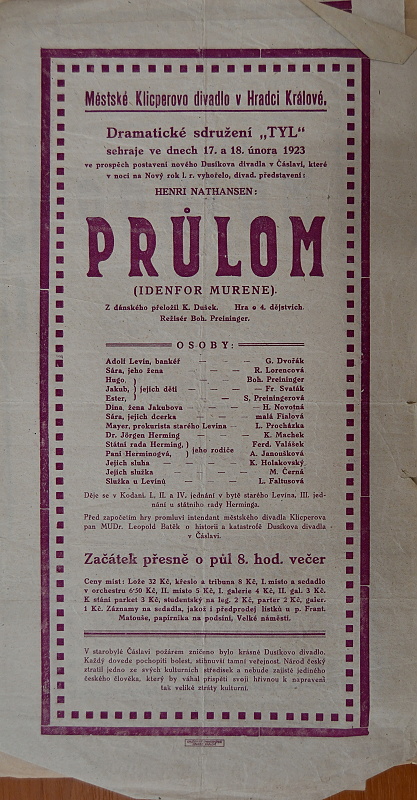 Městské Klicperovo divadlo v Hradci Králové.
Dramatické sdružení „TYL“
sehraje ve dnech 17. a 18. února 1923
ve prospěch postavení nového Dusíkova divadla v Čáslavi, které
v noci na Nový rok l. r. vyhořelo, divad. představení:
HENRI NATHANSEN:
PRŮLOM
(IDENFOR MURENE).
Z dánského přeložil K. Dušek. Hra o 4. dějstvích.
Režisér Boh. Preininger.
OSOBY:
Adolf Levin, bankéř — — — G. Dvořák
Sára, jeho žena — — — R. Lorencová
Hugo, Boh. Preininger
Jakub, } jejich děti — — — Fr. Svaták
Ester, S. Preiningerová
Dina, žena Jakubova — — — H. Novotná
Sára, jejich dcerka — — — malá Fialová
Mayer, prokurista starého Levina — L. Procházka
Dr. Jörgen Herming — — K. Machek
Státní rada Herming, } jeho rodiče Ferd. Valášek
Paní Herminogvá, A. Janoušková
Jejich sluha — — — K. Holakovský
Jejich služka — — — M. Černá
Služka u Levinů — — — L. Faltusová
Děje se v Kodani. I., II. a IV. jednání v bytě starého Levina, III. jed-
nání u státního rady Herminga.
Před započetím hry promluví intendant městského divadla Klicperova
pan MUDr. Leopold Batěk o historii a katastrofě Dusíkova divadla
v Čáslavi.
Začátek přesně o půl 8. hod. večer
Ceny míst: Lože 32 Kč, křeslo a tribuna 8 Kč, I. místo a sedadlo
v orchestru 6·50 Kč, II. místo 5 Kč, I. galerie 4 Kč, II. gal. 3 Kč.
K stání parket 3 Kč, studentský na leg. 2 Kč, parter 2 Kč, galer.
1 Kč. Záznamy na sedadla, jakož i předprodej lístků u p. Frant.
Matouše, papírníka na podsíni, Velké náměstí.
V starobylé Čáslavi požárem zničeno bylo krásné Dusíkovo divadlo.
Každý dovede pochopiti bolest, stihnuvší tamní veřejnost. Národ český
ztratil jedno ze svých kulturních středisek a nebude zajisté jediného
českého člověka, který by váhal přispěti svojí hřivnou k napravení
tak veliké ztráty kulturní.